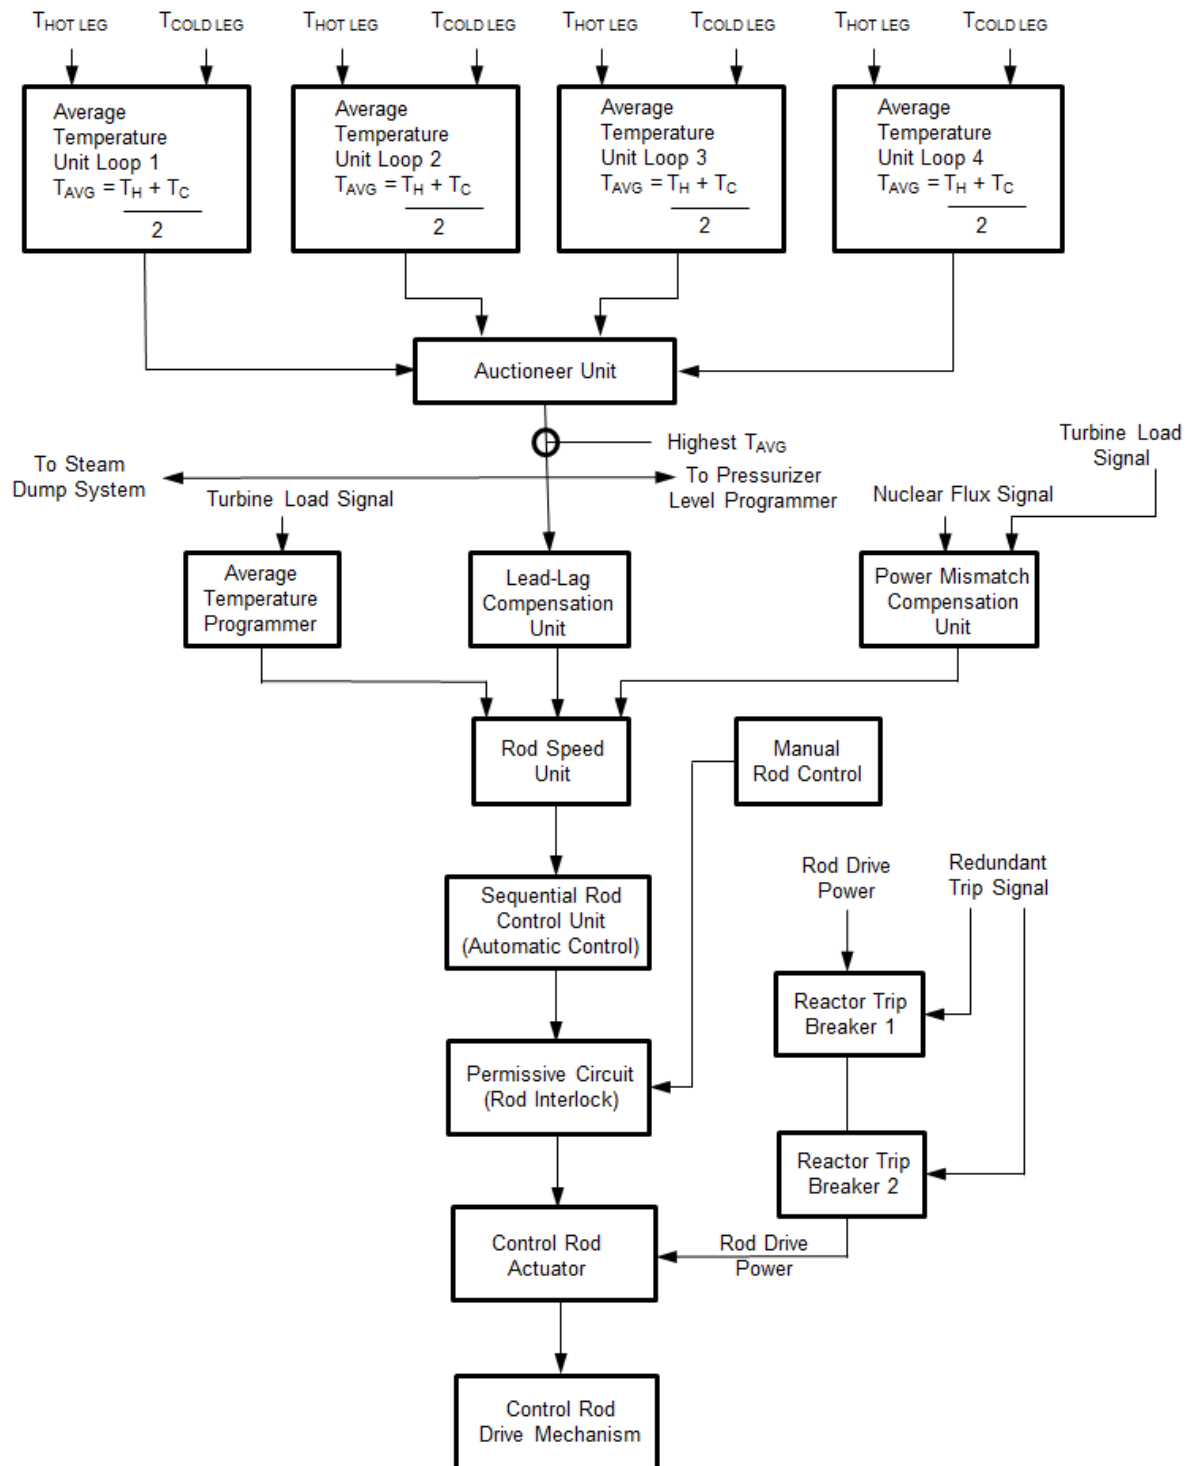 THOT LEG TCOLD LEG THOT LEG TCOLD LEG THOT LEG TCOLD LEG THOT LEG TCOLD LEG
Average
Temperature
Unit Loop 1
TAVG = TH + TC
2
Average
Temperature
Unit Loop 2
TAVG = TH + TC
2
Average
Temperature
Unit Loop 3
TAVG = TH + TC
2
Average
Temperature
Unit Loop 4
TAVG = TH + TC
2
Auctioneer Unit
Highest TAVG
To Steam
Dump System
To Pressurizer
Level Programmer
Turbine Load Signal
Nuclear Flux Signal
Turbine Load
Signal
Average
Temperature
Programmer
Lead-Lag
Compensation
Unit
Power Mismatch
Compensation
Unit
Rod Speed
Unit
Manual
Rod Control
Sequential Rod
Control Unit
(Automatic Control)
Rod Drive
Power
Redundant
Trip Signal
Reactor Trip
Breaker 1
Permissive Circuit
(Rod Interlock)
Reactor Trip
Breaker 2
Control Rod
Actuator
Rod Drive
Power
Control Rod
Drive Mechanism